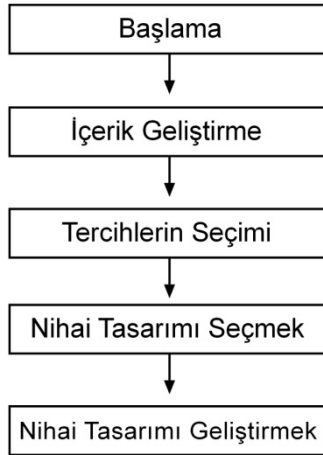 Başlama
İçerik Geliştirme
Tercihlerin Seçimi
Nihai Tasarımı Seçmek
Nihai Tasarımı Geliştirmek